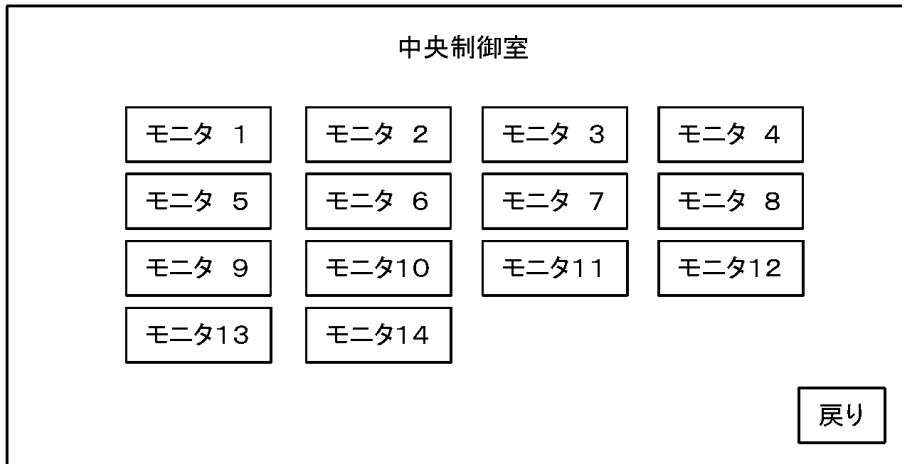 中央制御室
モニタ 1 モニタ 2 モニタ 3 モニタ 4
モニタ 5 モニタ 6 モニタ 7 モニタ 8
モニタ 9 モニタ10 モニタ11 モニタ12
モニタ13 モニタ14
戻り